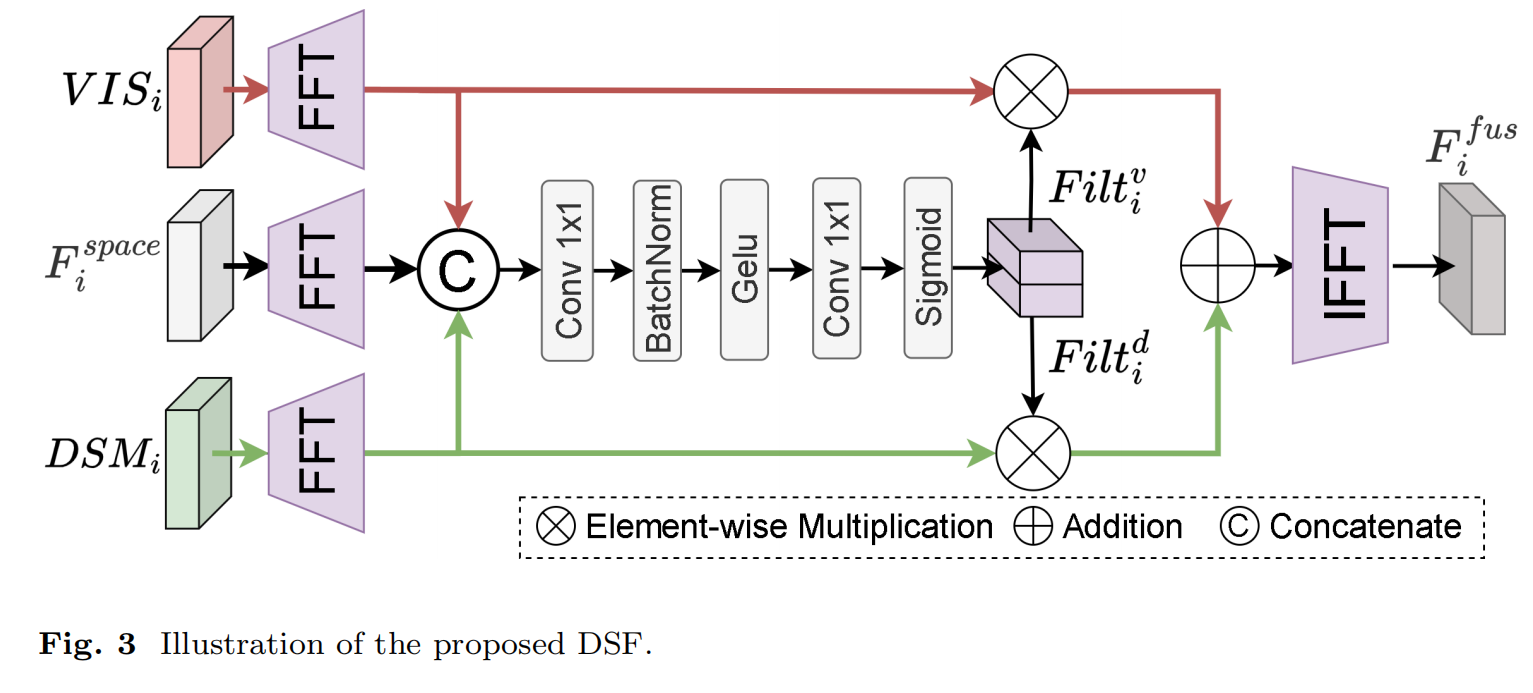 VIS_i
FFT
F_i^{space}
FFT
DSM_i
FFT
C
Conv 1x1
BatchNorm
Gelu
Conv 1x1
Sigmoid
Filt_i^v
Filt_i^d
IFFT
F_i^{fus}
Element-wise Multiplication Addition C Concatenate
Fig. 3 Illustration of the proposed DSF.